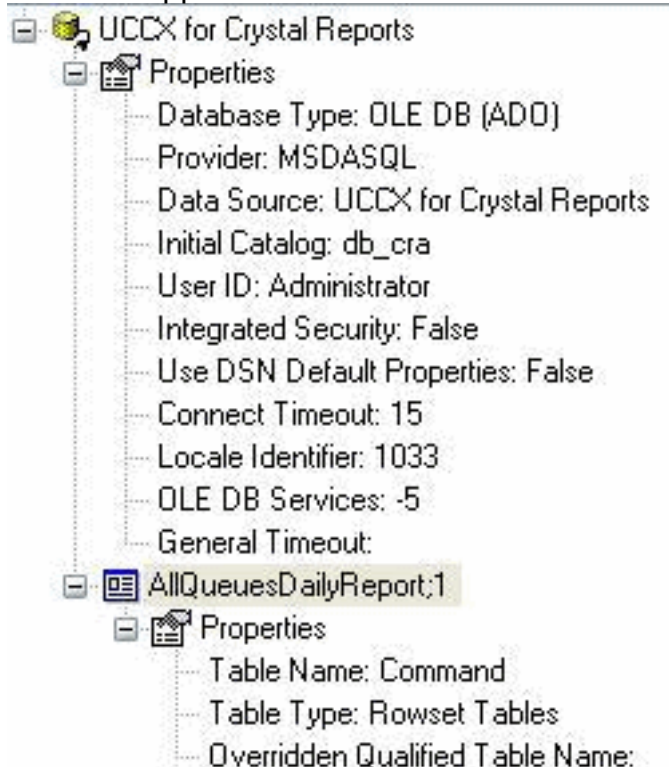 UCCX for Crystal Reports
Properties
Database Type: OLE DB (ADO)
Provider: MSDASQL
Data Source: UCCX for Crystal Reports
Initial Catalog: db_cra
User ID: Administrator
Integrated Security: False
Use DSN Default Properties: False
Connect Timeout: 15
Locale Identifier: 1033
OLE DB Services: -5
General Timeout:
AllQueuesDailyReport;1
Properties
Table Name: Command
Table Type: Rowset Tables
Overridden Qualified Table Name: